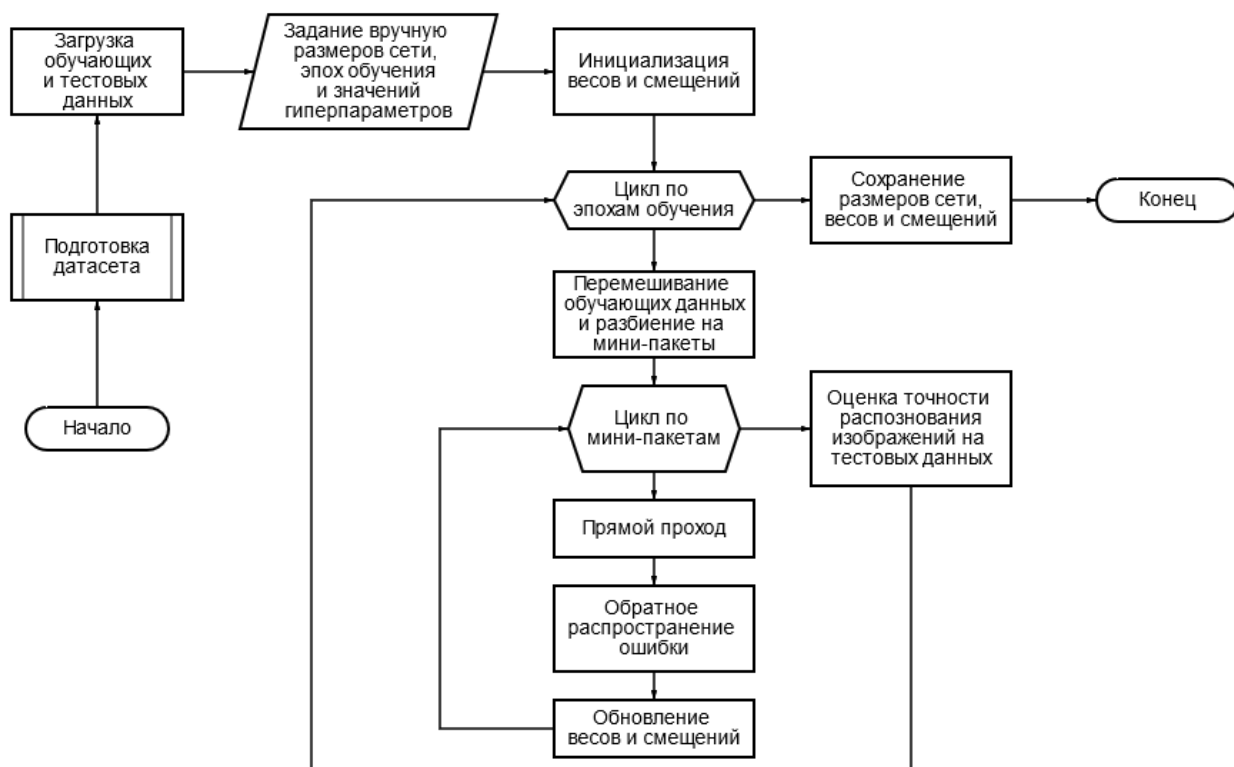 Загрузка
обучающих
и тестовых
данных
Задание вручную
размеров сети,
эпох обучения
и значений
гиперпараметров
Инициализация
весов и смещений
Цикл по
эпохам обучения
Сохранение
размеров сети,
весов и смещений
Конец
Подготовка
датасета
Перемешивание
обучающих данных
и разбиение на
мини-пакеты
Начало
Цикл по
мини-пакетам
Оценка точности
распознования
изображений на
тестовых данных
Прямой проход
Обратное
распространение
ошибки
Обновление
весов и смещений